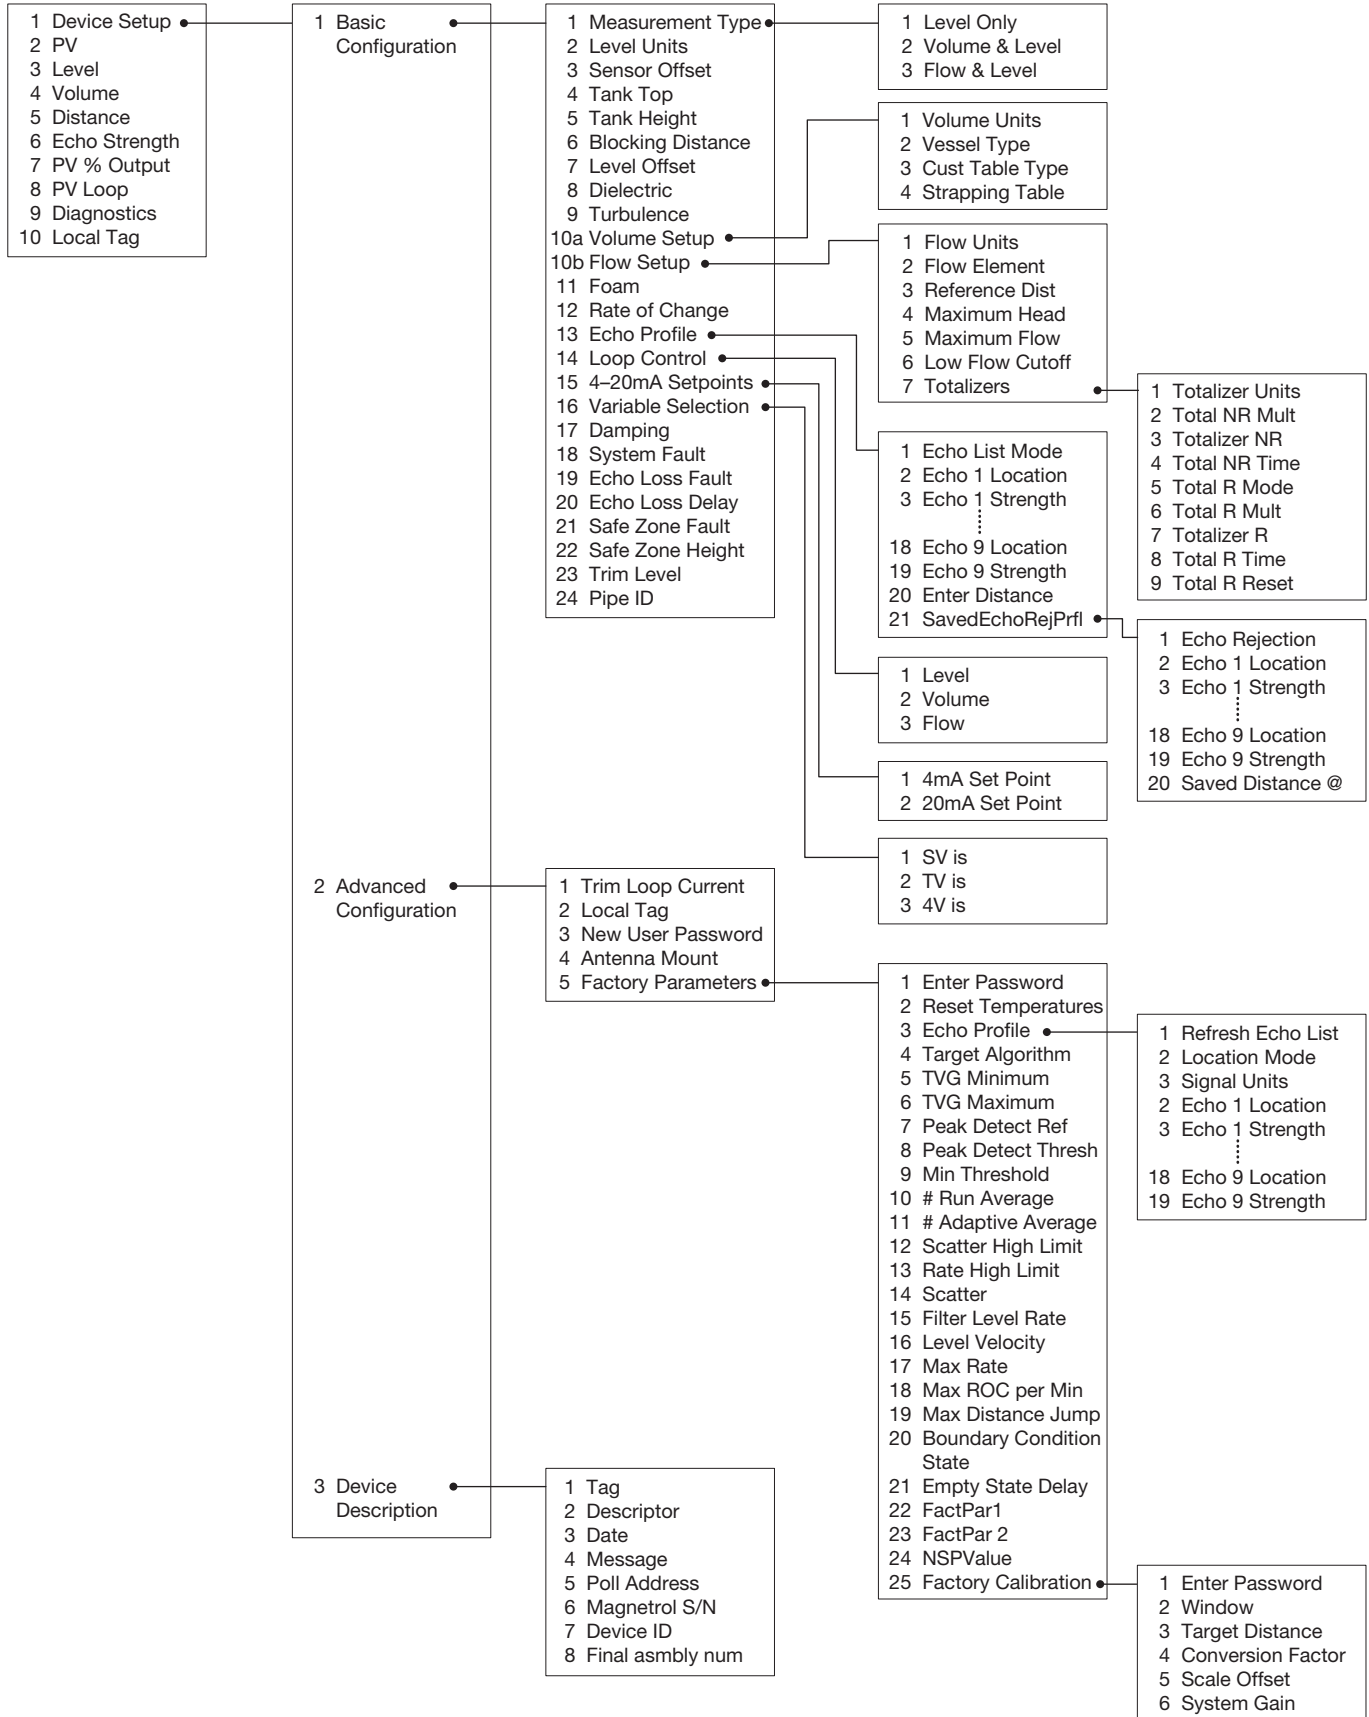 1 Device Setup
2 PV
3 Level
4 Volume
5 Distance
6 Echo Strength
7 PV % Output
8 PV Loop
9 Diagnostics
10 Local Tag
1 Basic
Configuration
2 Advanced
Configuration
3 Device
Description
1 Measurement Type
2 Level Units
3 Sensor Offset
4 Tank Top
5 Tank Height
6 Blocking Distance
7 Level Offset
8 Dielectric
9 Turbulence
10a Volume Setup
10b Flow Setup
11 Foam
12 Rate of Change
13 Echo Profile
14 Loop Control
15 4–20mA Setpoints
16 Variable Selection
17 Damping
18 System Fault
19 Echo Loss Fault
20 Echo Loss Delay
21 Safe Zone Fault
22 Safe Zone Height
23 Trim Level
24 Pipe ID
1 Trim Loop Current
2 Local Tag
3 New User Password
4 Antenna Mount
5 Factory Parameters
1 Tag
2 Descriptor
3 Date
4 Message
5 Poll Address
6 Magnetrol S/N
7 Device ID
8 Final asmbly num
1 Level Only
2 Volume & Level
3 Flow & Level
1 Volume Units
2 Vessel Type
3 Cust Table Type
4 Strapping Table
1 Flow Units
2 Flow Element
3 Reference Dist
4 Maximum Head
5 Maximum Flow
6 Low Flow Cutoff
7 Totalizers
1 Echo List Mode
2 Echo 1 Location
3 Echo 1 Strength
18 Echo 9 Location
19 Echo 9 Strength
20 Enter Distance
21 SavedEchoRejPrfl
1 Level
2 Volume
3 Flow
1 4mA Set Point
2 20mA Set Point
1 SV is
2 TV is
3 4V is
1 Enter Password
2 Reset Temperatures
3 Echo Profile
4 Target Algorithm
5 TVG Minimum
6 TVG Maximum
7 Peak Detect Ref
8 Peak Detect Thresh
9 Min Threshold
10 # Run Average
11 # Adaptive Average
12 Scatter High Limit
13 Rate High Limit
14 Scatter
15 Filter Level Rate
16 Level Velocity
17 Max Rate
18 Max ROC per Min
19 Max Distance Jump
20 Boundary Condition
State
21 Empty State Delay
22 FactPar1
23 FactPar 2
24 NSPValue
25 Factory Calibration
1 Totalizer Units
2 Total NR Mult
3 Totalizer NR
4 Total NR Time
5 Total R Mode
6 Total R Mult
7 Totalizer R
8 Total R Time
9 Total R Reset
1 Echo Rejection
2 Echo 1 Location
3 Echo 1 Strength
18 Echo 9 Location
19 Echo 9 Strength
20 Saved Distance @
1 Refresh Echo List
2 Location Mode
3 Signal Units
2 Echo 1 Location
3 Echo 1 Strength
18 Echo 9 Location
19 Echo 9 Strength
1 Enter Password
2 Window
3 Target Distance
4 Conversion Factor
5 Scale Offset
6 System Gain